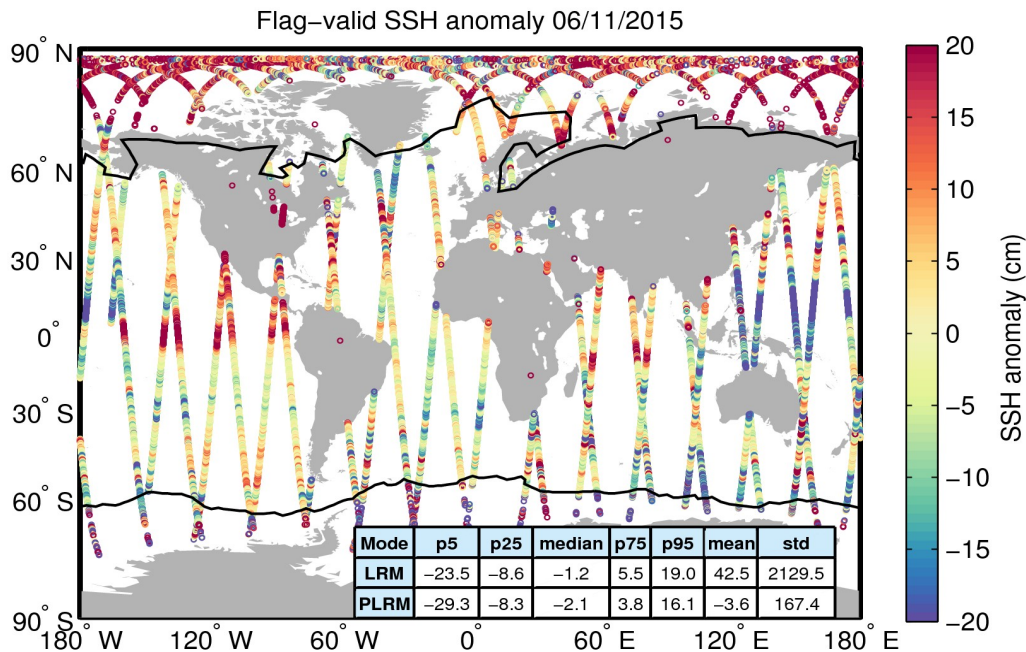 Flag−valid SSH anomaly 06/11/2015
90° N
60° N
30° N
0°
30° S
60° S
90° S
180° W
120° W
60° W
0°
60° E
120° E
180° E
Mode p5 p25 median p75 p95 mean std
LRM −23.5 −8.6 −1.2 5.5 19.0 42.5 2129.5
PLRM −29.3 −8.3 −2.1 3.8 16.1 −3.6 167.4
20
15
10
5
0
−5
−10
−15
−20
SSH anomaly (cm)